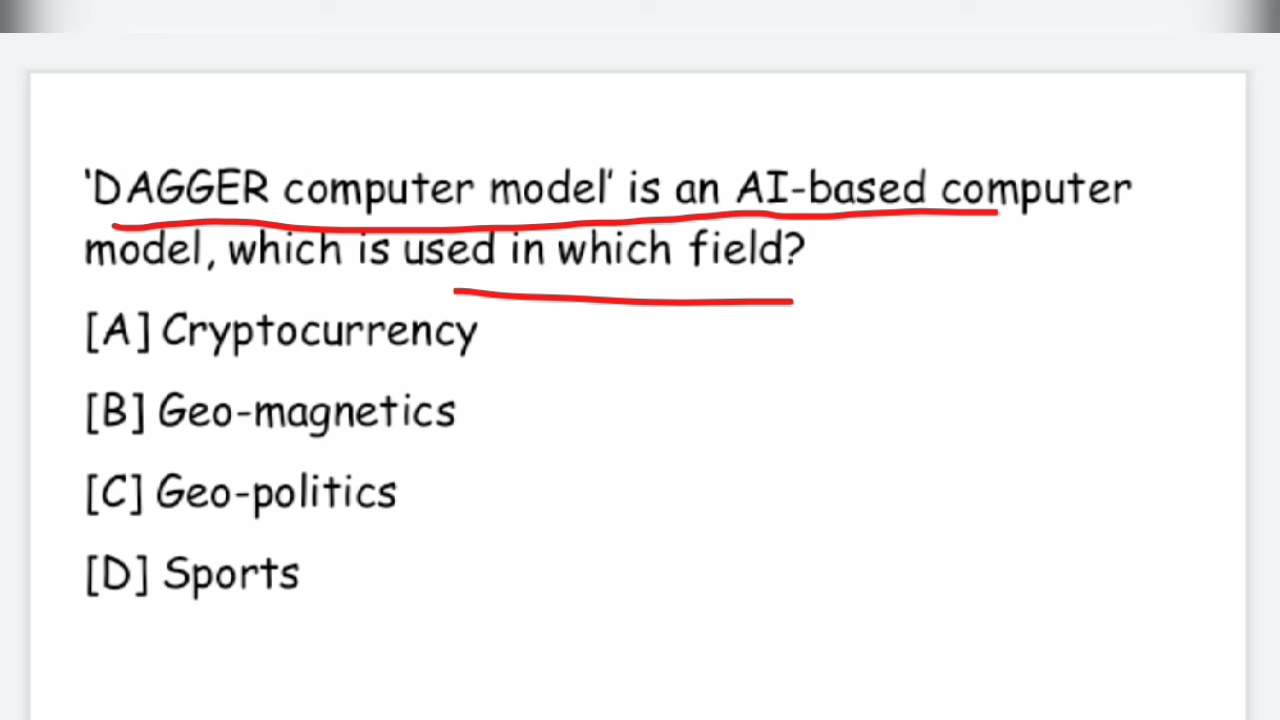 ‘DAGGER computer model’ is an AI-based computer
model, which is used in which field?
[A] Cryptocurrency
[B] Geo-magnetics
[C] Geo-politics
[D] Sports